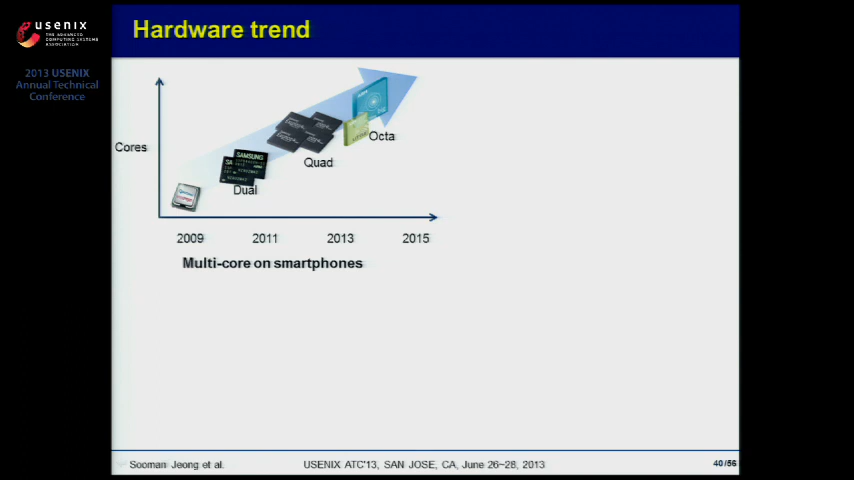 usenix
THE ADVANCED
COMPUTING SYSTEMS
ASSOCIATION
2013 USENIX
Annual Technical
Conference
Hardware trend
Cores
SAMSUNG
Dual
Quad
Octa
2009 2011 2013 2015
Multi-core on smartphones
Sooman Jeong et al. USENIX ATC'13, SAN JOSE, CA, June 26~28, 2013 40/56